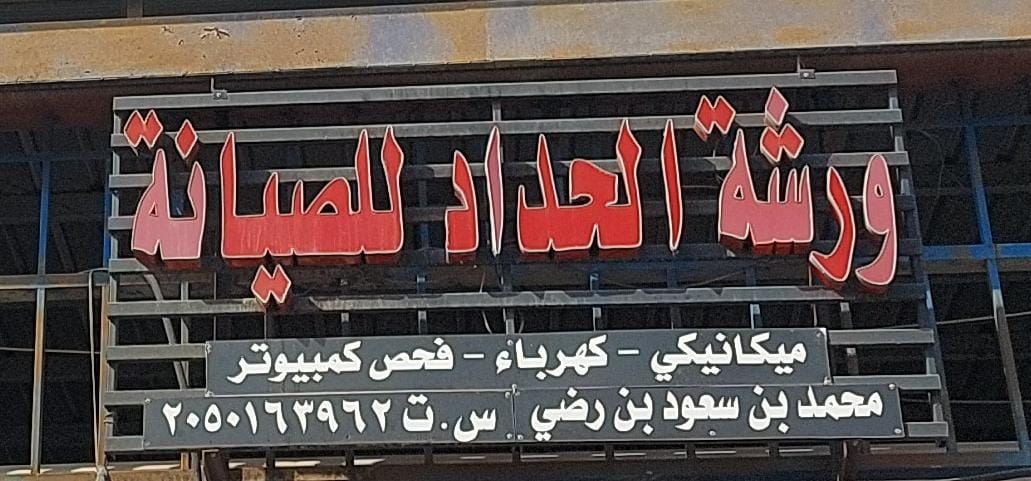 ورشة الحداد للصيانة
ميكانيكي - كهرباء - فحص كمبيوتر
محمد بن سعود بن رضي س.ت ٢٠٥٠١٦٣٩٦٢